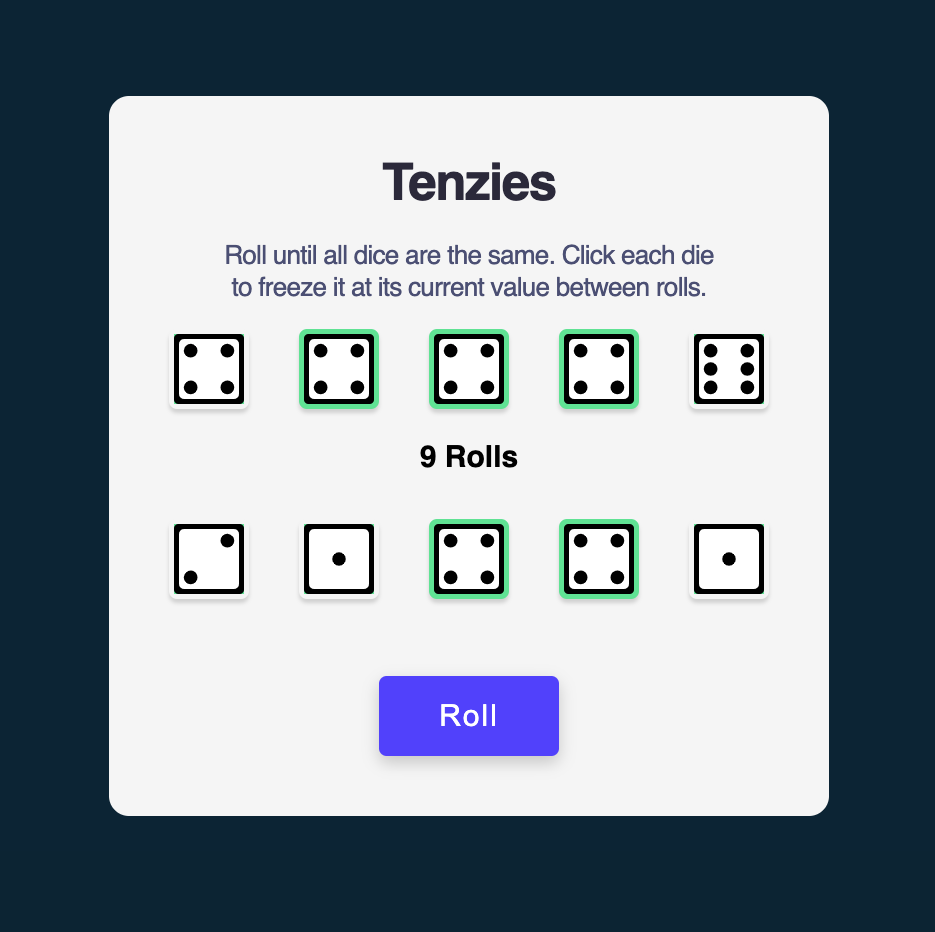 Tenzies
Roll until all dice are the same. Click each die
to freeze it at its current value between rolls.
9 Rolls
Roll